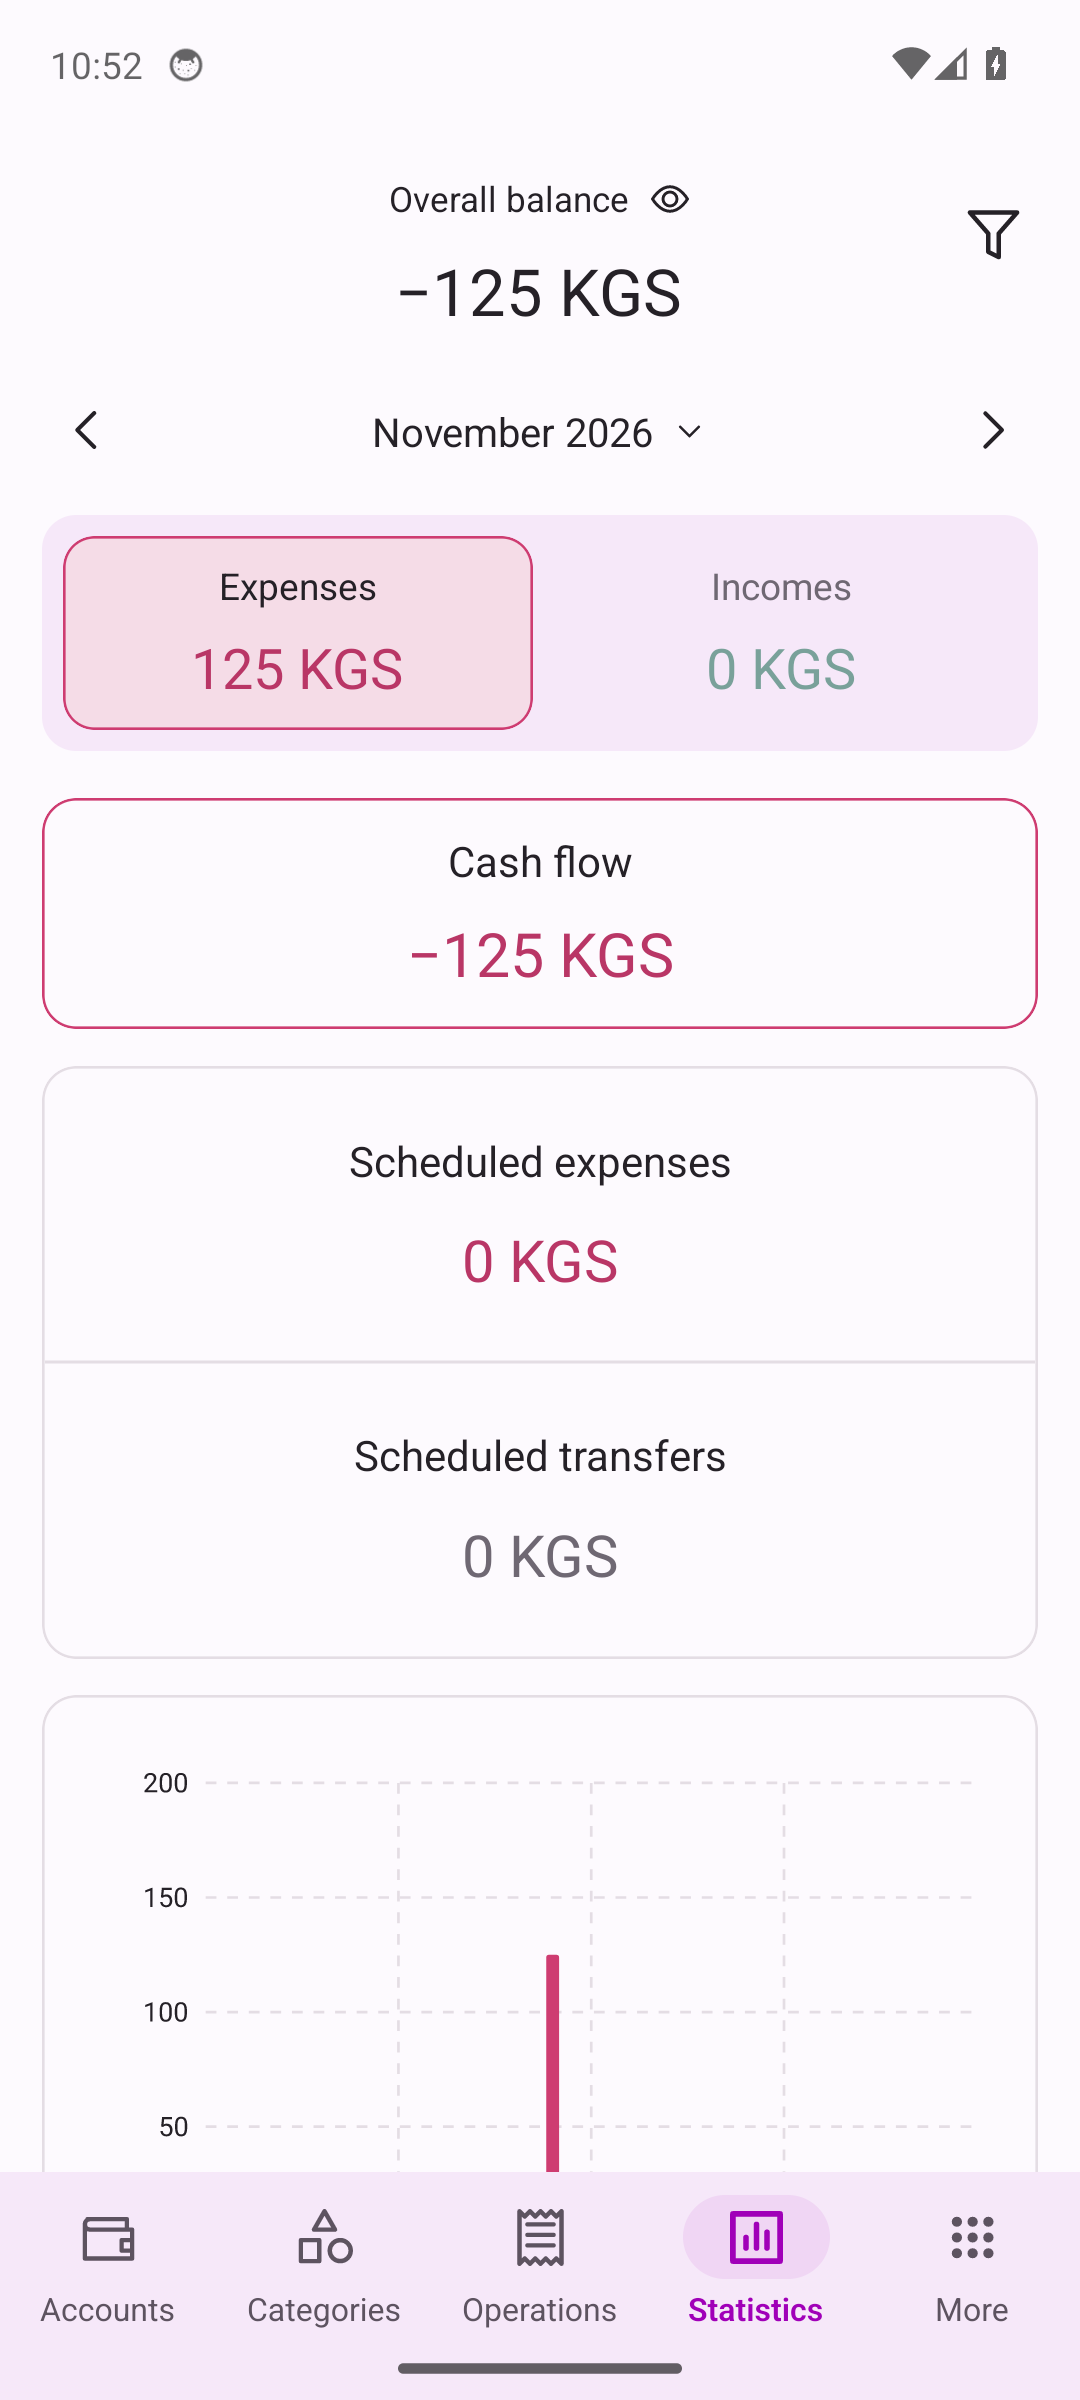 10:52
Overall balance
−125 KGS
November 2026
Expenses
125 KGS
Incomes
0 KGS
Cash flow
−125 KGS
Scheduled expenses
0 KGS
Scheduled transfers
0 KGS
200
150
100
50
Accounts
Categories
Operations
Statistics
More